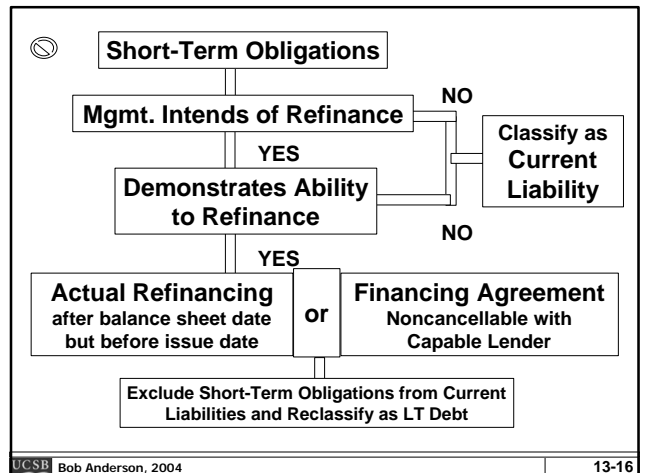 Short-Term Obligations
Mgmt. Intends of Refinance
NO
Classify as
Current
Liability
YES
Demonstrates Ability
to Refinance
NO
YES
Actual Refinancing
after balance sheet date
but before issue date
or
Financing Agreement
Noncancellable with
Capable Lender
Exclude Short-Term Obligations from Current
Liabilities and Reclassify as LT Debt
UCSB Bob Anderson, 2004
13-16